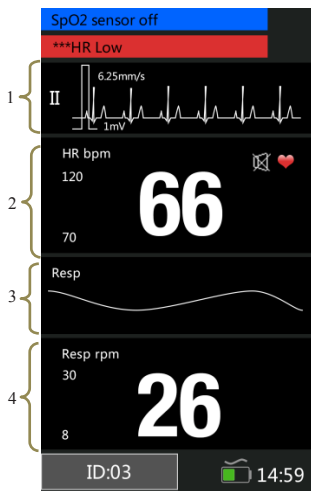 SpO2 sensor off
***HR Low
1
II
6.25mm/s
1mV
2
HR bpm
120
66
70
3
Resp
4
Resp rpm
30
26
8
ID:03
14:59